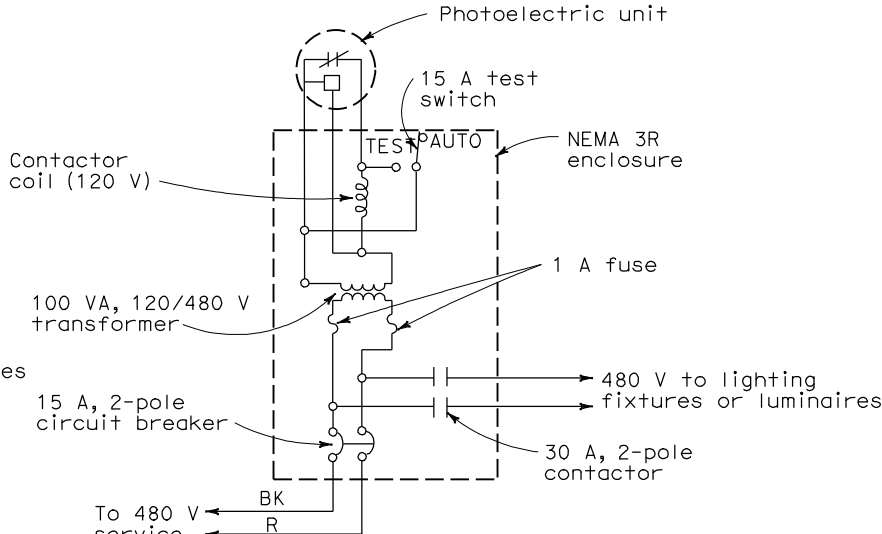 Photoelectric unit
15 A test
switch
TEST
AUTO
NEMA 3R
enclosure
Contactor
coil (120 V)
1 A fuse
100 VA, 120/480 V
transformer
es
480 V to lighting
fixtures or luminaires
15 A, 2-pole
circuit breaker
30 A, 2-pole
contactor
BK
To 480 V
R
service